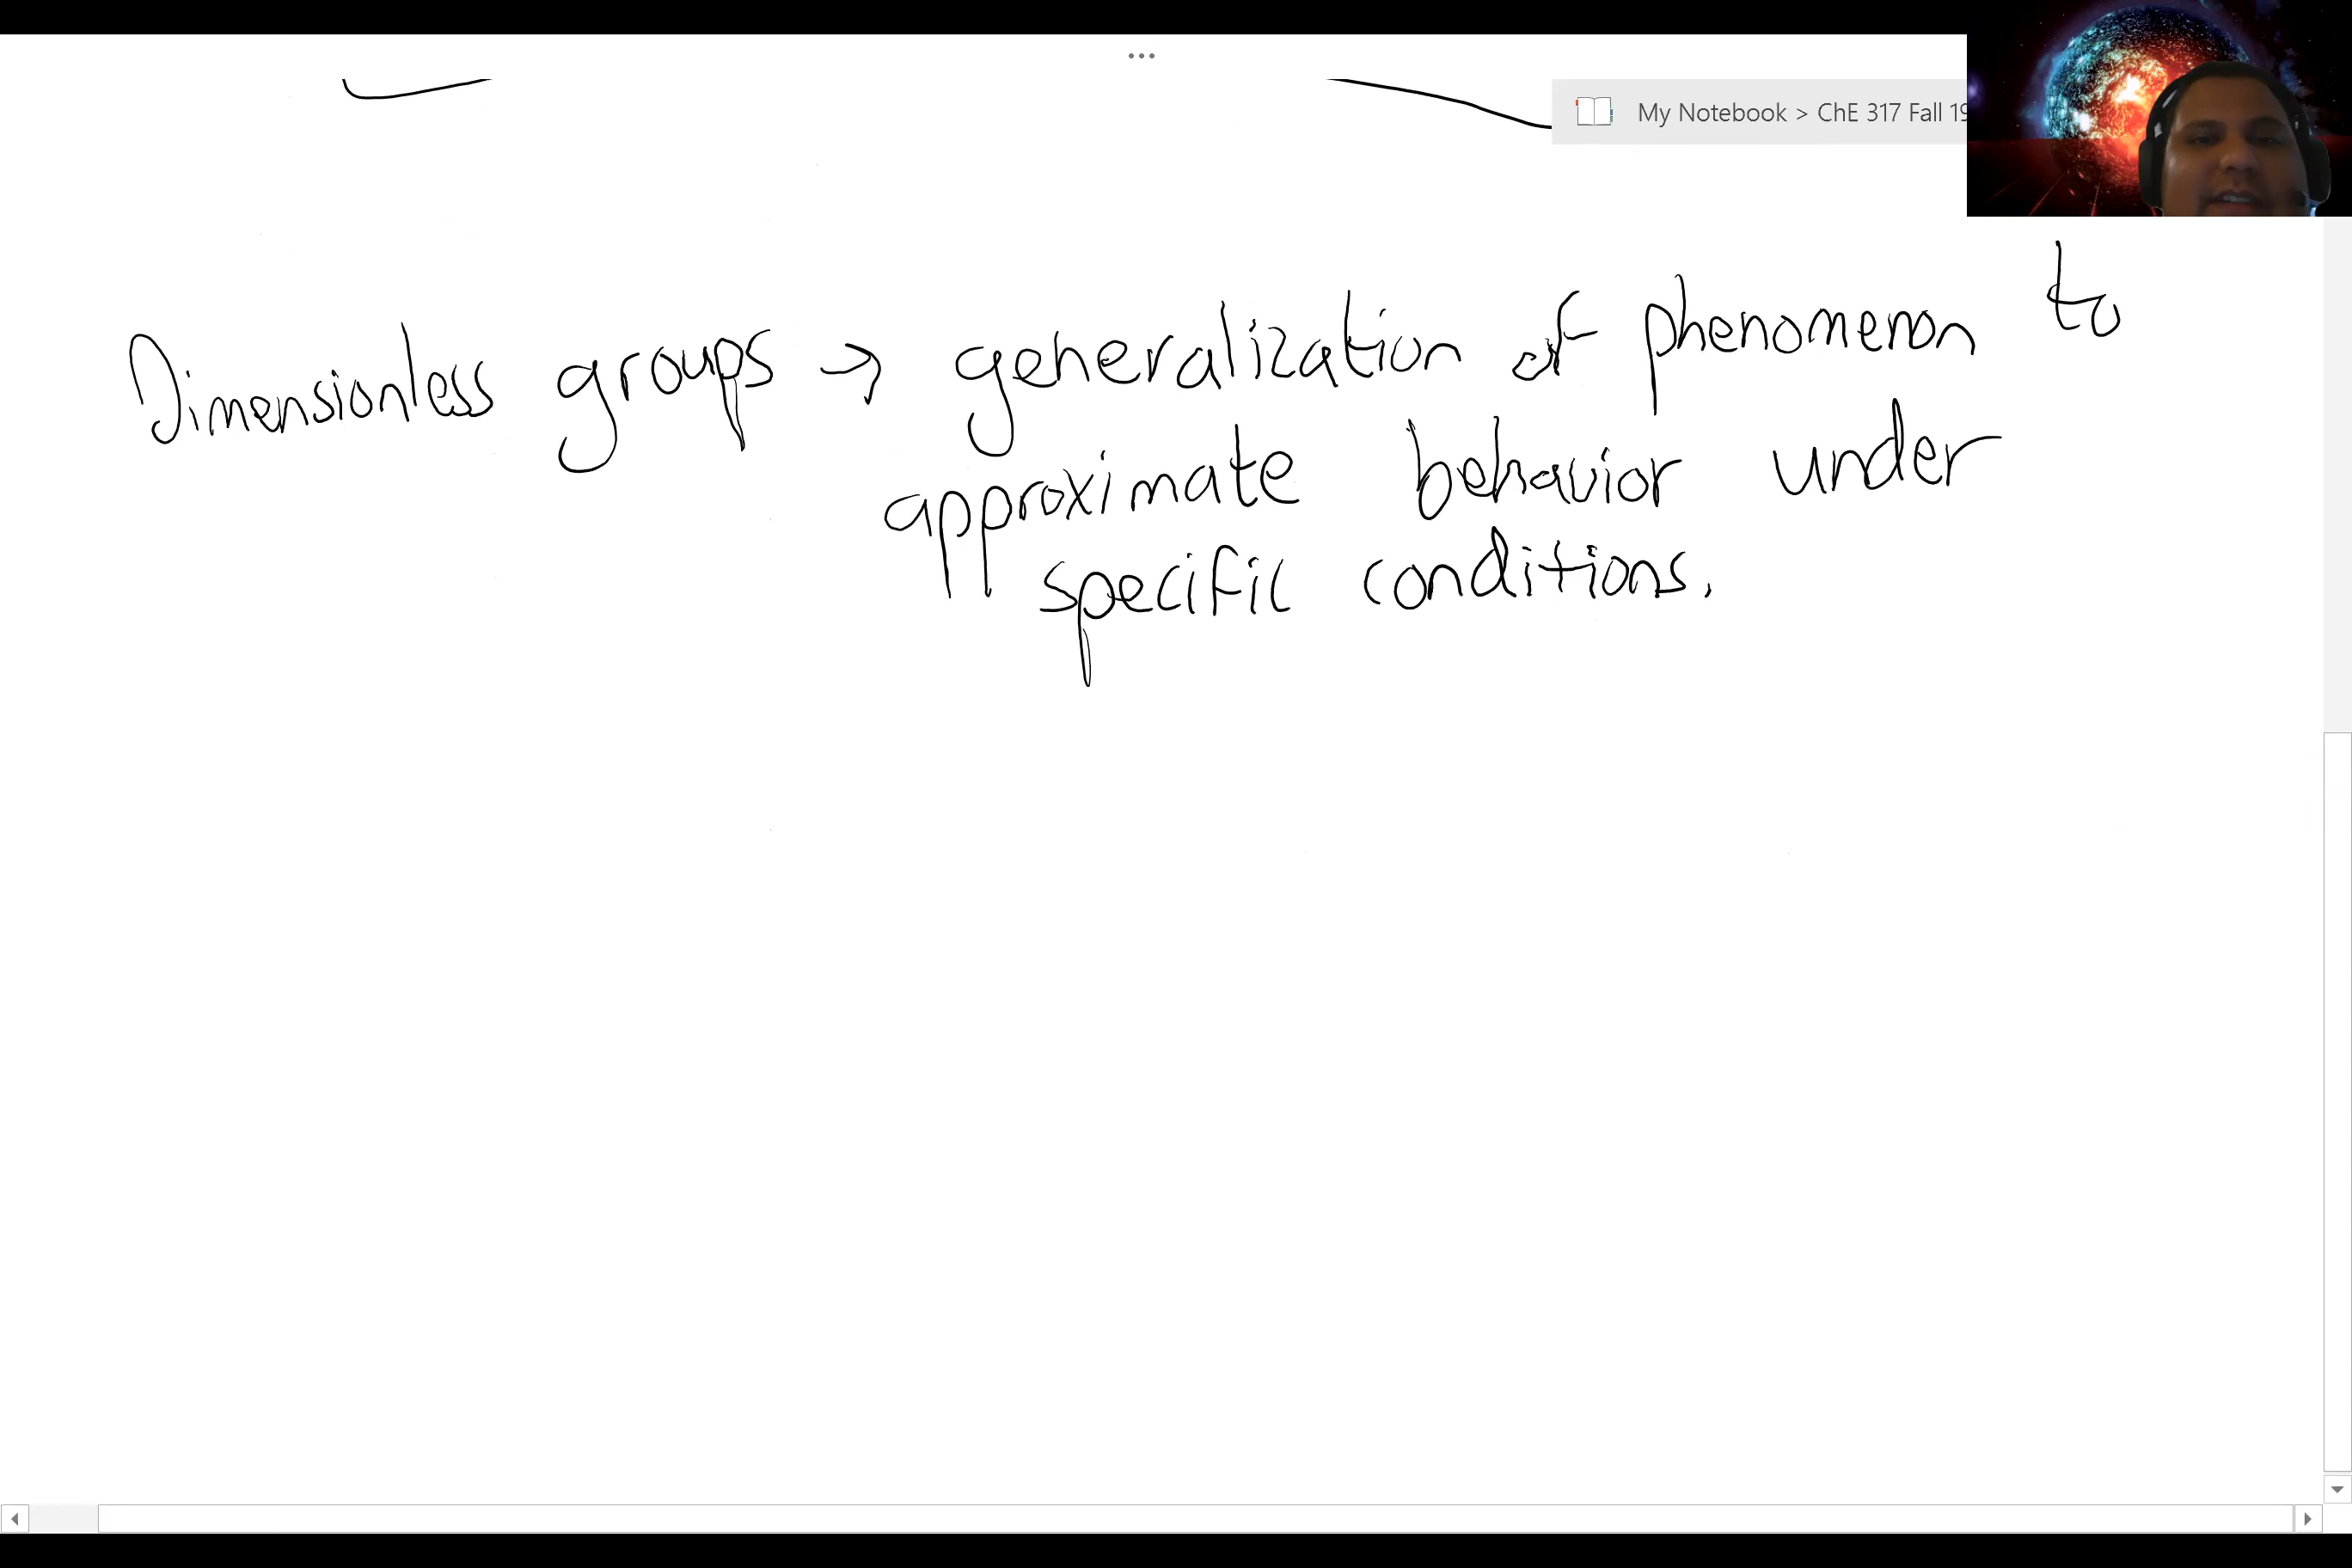 My Notebook > ChE 317 Fall 19
Dimensionless groups → generalization of phenomenon to
approximate behavior under
specific conditions.